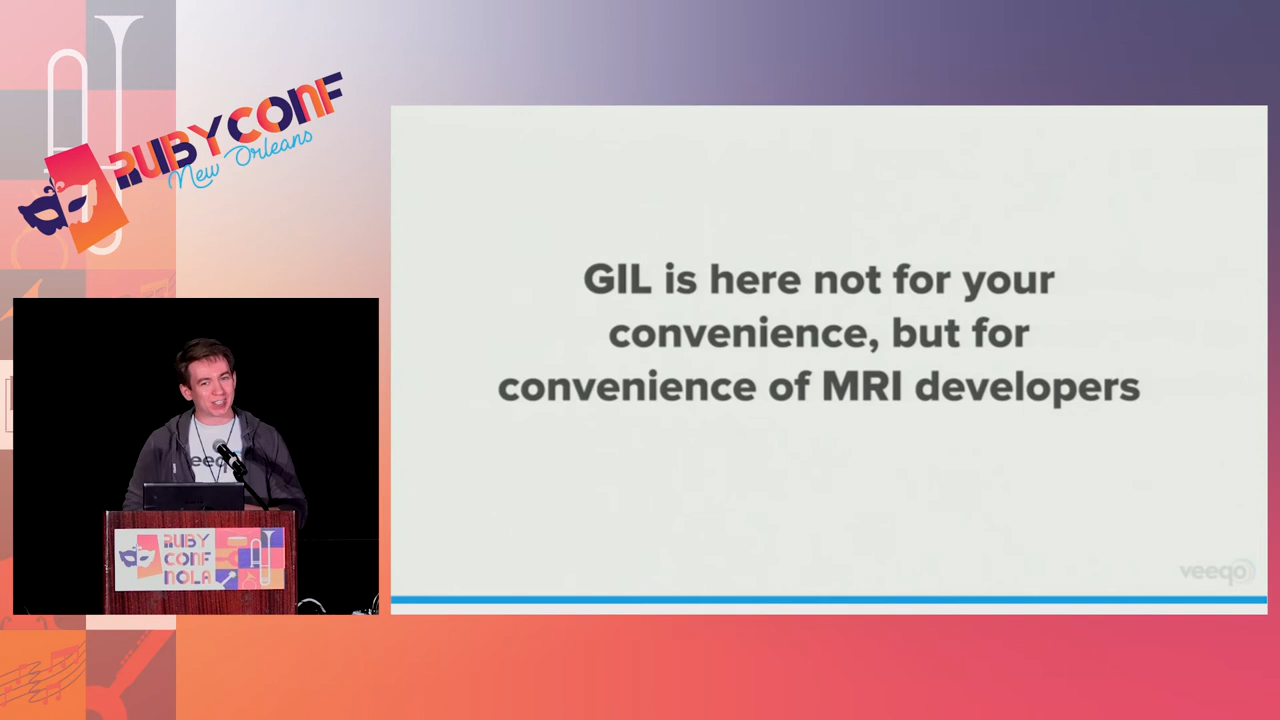 RUBYCONF
New Orleans
GIL is here not for your
convenience, but for
convenience of MRI developers
veeqo
eeq
RUBY
CONF
NOLA